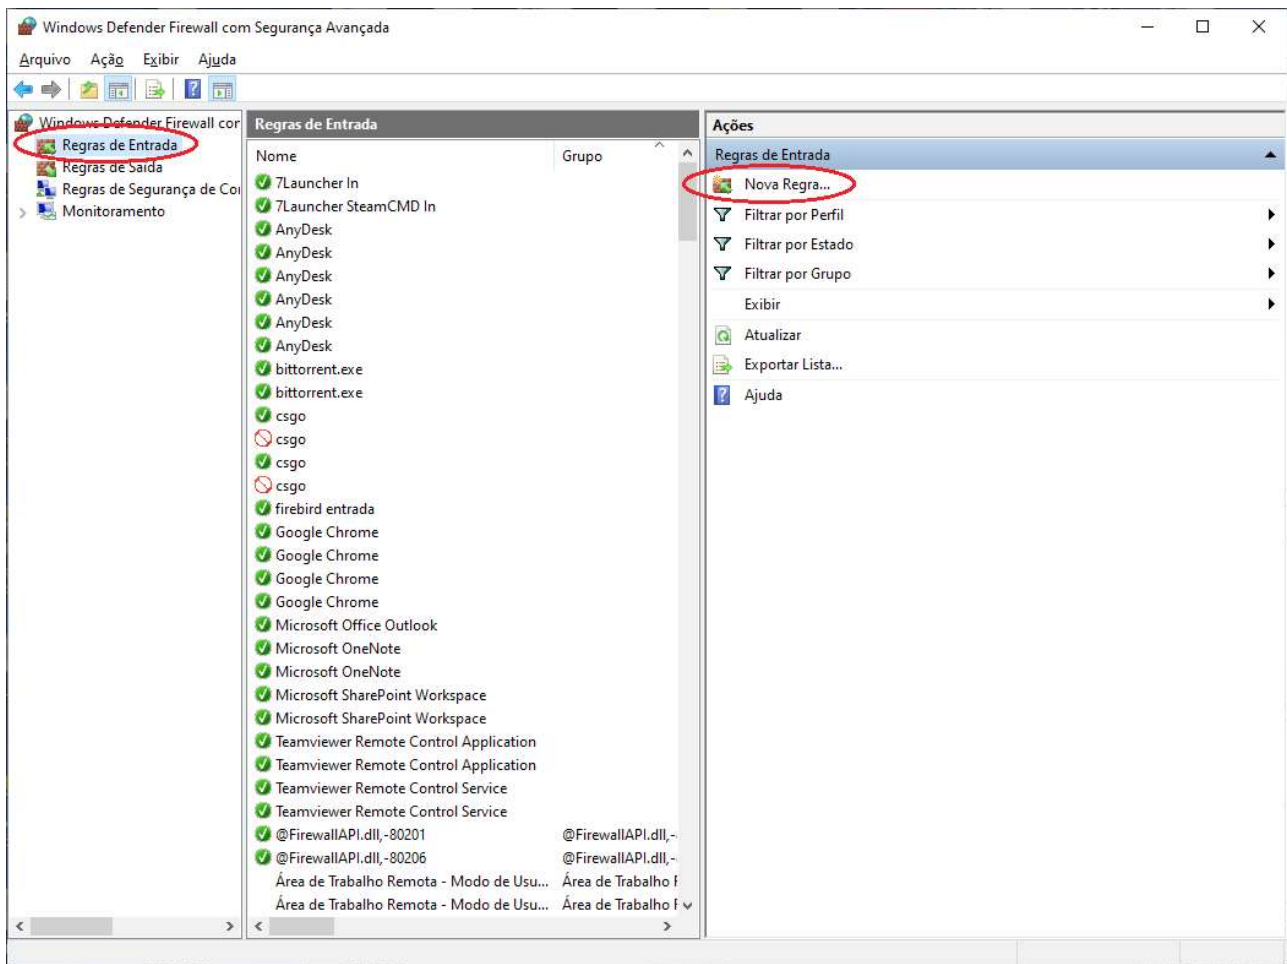 Windows Defender Firewall com Segurança Avançada
Arquivo Ação Exibir Ajuda
Windows Defender Firewall cor
Regras de Entrada
Regras de Saída
Regras de Segurança de Co
Monitoramento
Regras de Entrada
Nome Grupo
7Launcher In
7Launcher SteamCMD In
AnyDesk
AnyDesk
AnyDesk
AnyDesk
AnyDesk
AnyDesk
bittorrent.exe
bittorrent.exe
csgo
csgo
csgo
csgo
firebird entrada
Google Chrome
Google Chrome
Google Chrome
Google Chrome
Microsoft Office Outlook
Microsoft OneNote
Microsoft OneNote
Microsoft SharePoint Workspace
Microsoft SharePoint Workspace
Teamviewer Remote Control Application
Teamviewer Remote Control Application
Teamviewer Remote Control Service
Teamviewer Remote Control Service
@FirewallAPI.dll,-80201 @FirewallAPI.dll,-
@FirewallAPI.dll,-80206 @FirewallAPI.dll,-
Área de Trabalho Remota - Modo de Usu... Área de Trabalho
Área de Trabalho Remota - Modo de Usu... Área de Trabalho
Ações
Regras de Entrada
Nova Regra...
Filtrar por Perfil
Filtrar por Estado
Filtrar por Grupo
Exibir
Atualizar
Exportar Lista...
Ajuda